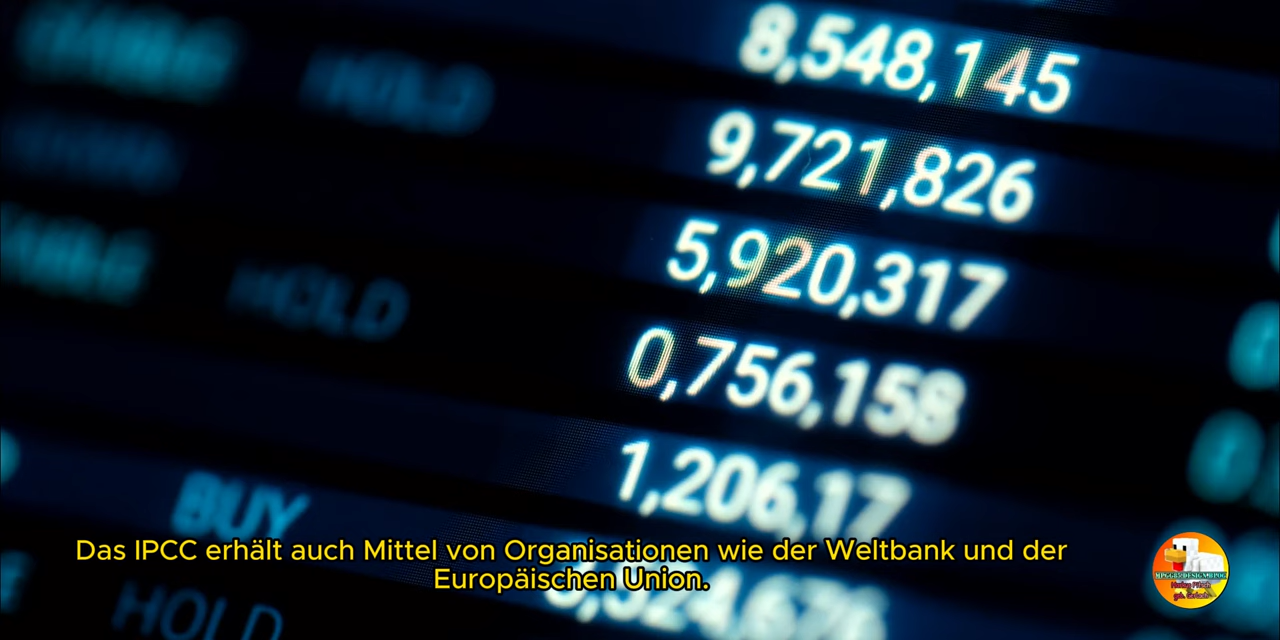 8,548,145
HOLD
9,721,826
5,920,317
HOLD
0,756,158
1,206,17
BUY
Das IPCC erhält auch Mittel von Organisationen wie der Weltbank und der
Europäischen Union.
HOLD